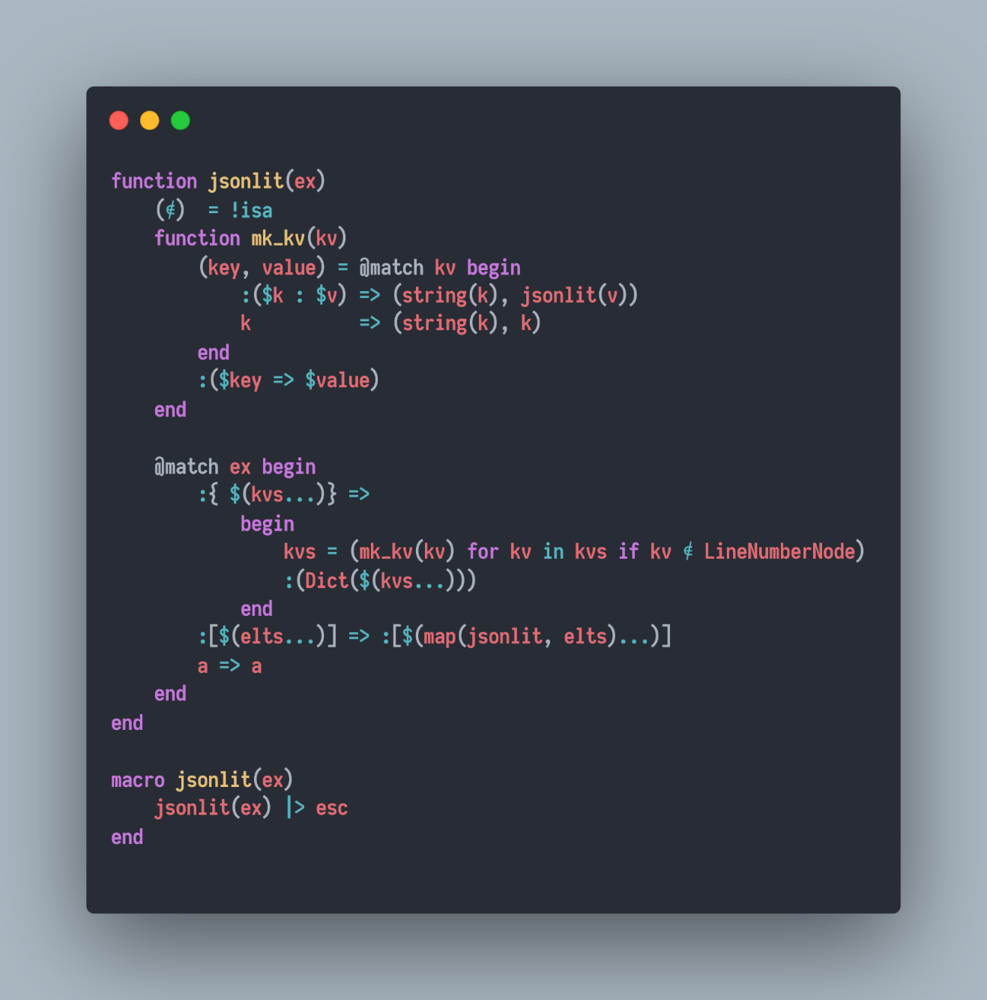 function jsonlit(ex)
    (∉)  = !isa
    function mk_kv(kv)
        (key, value) = @match kv begin
            :($k : $v) => (string(k), jsonlit(v))
            k          => (string(k), k)
        end
        :($key => $value)
    end

    @match ex begin
        :{ $(kvs...)} =>
            begin
                kvs = (mk_kv(kv) for kv in kvs if kv ∉ LineNumberNode)
                :(Dict($(kvs...)))
            end
        :[$(elts...)] => :[$(map(jsonlit, elts)...)]
        a => a
    end
end

macro jsonlit(ex)
    jsonlit(ex) |> esc
end